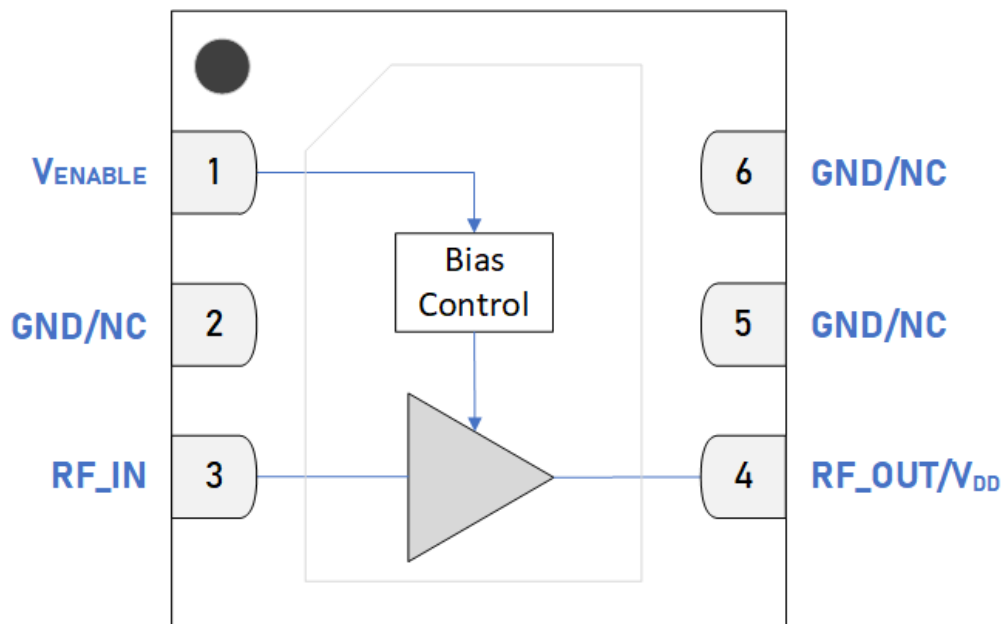 VENABLE 1 6 GND/NC
Bias
Control
GND/NC 2 5 GND/NC
RF_IN 3 4 RF_OUT/VDD